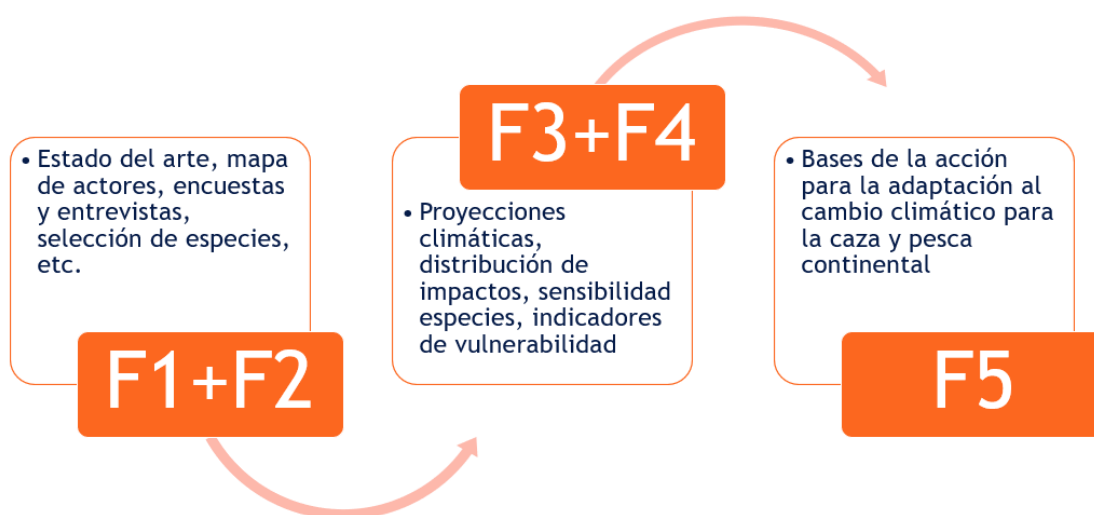 • Estado del arte, mapa
de actores, encuestas
y entrevistas,
selección de especies,
etc.
F1+F2
F3+F4
• Proyecciones
climáticas,
distribución de
impactos, sensibilidad
especies, indicadores
de vulnerabilidad
• Bases de la acción
para la adaptación al
cambio climático para
la caza y pesca
continental
F5